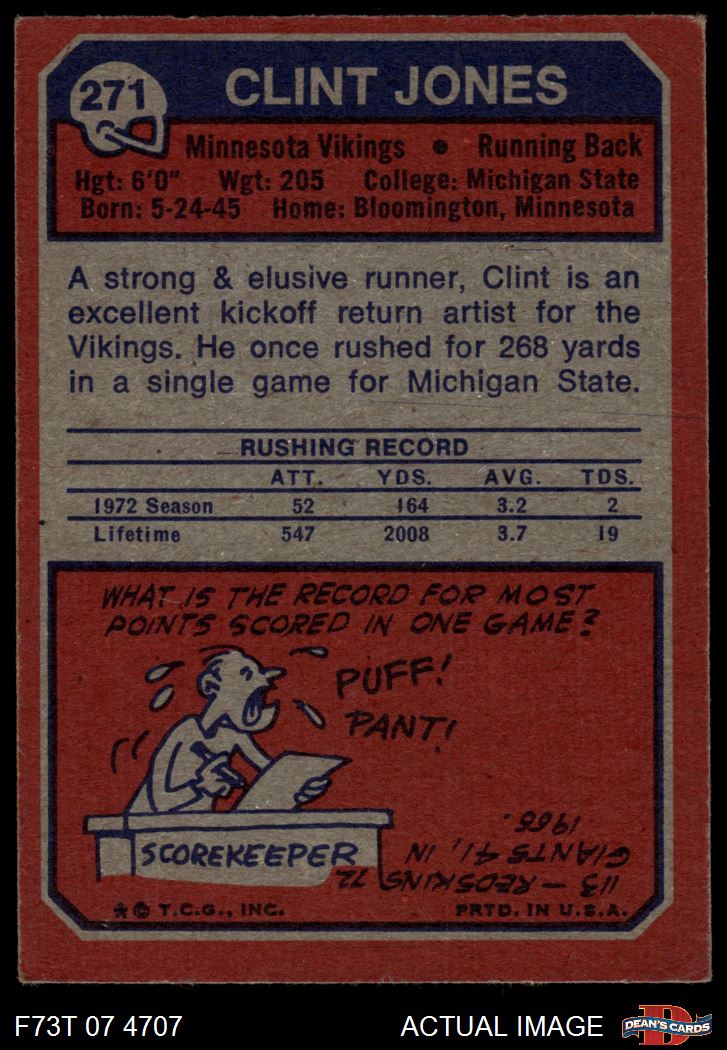 271
CLINT JONES
Minnesota Vikings • Running Back
Hgt: 6'0" Wgt: 205 College: Michigan State
Born: 5-24-45 Home: Bloomington, Minnesota
A strong & elusive runner, Clint is an
excellent kickoff return artist for the
Vikings. He once rushed for 268 yards
in a single game for Michigan State.
RUSHING RECORD
ATT. YDS. AVG. TDS.
1972 Season 52 164 3.2 2
Lifetime 547 2008 3.7 19
WHAT IS THE RECORD FOR MOST
POINTS SCORED IN ONE GAME?
PUFF!
PANT!
SCOREKEEPER
113 – REDSKINS 72
GIANTS 41, IN
1966.
* © T.C.G., INC. PRTD. IN U.S.A.
F73T 07 4707 ACTUAL IMAGE
D
DEAN'S CARDS